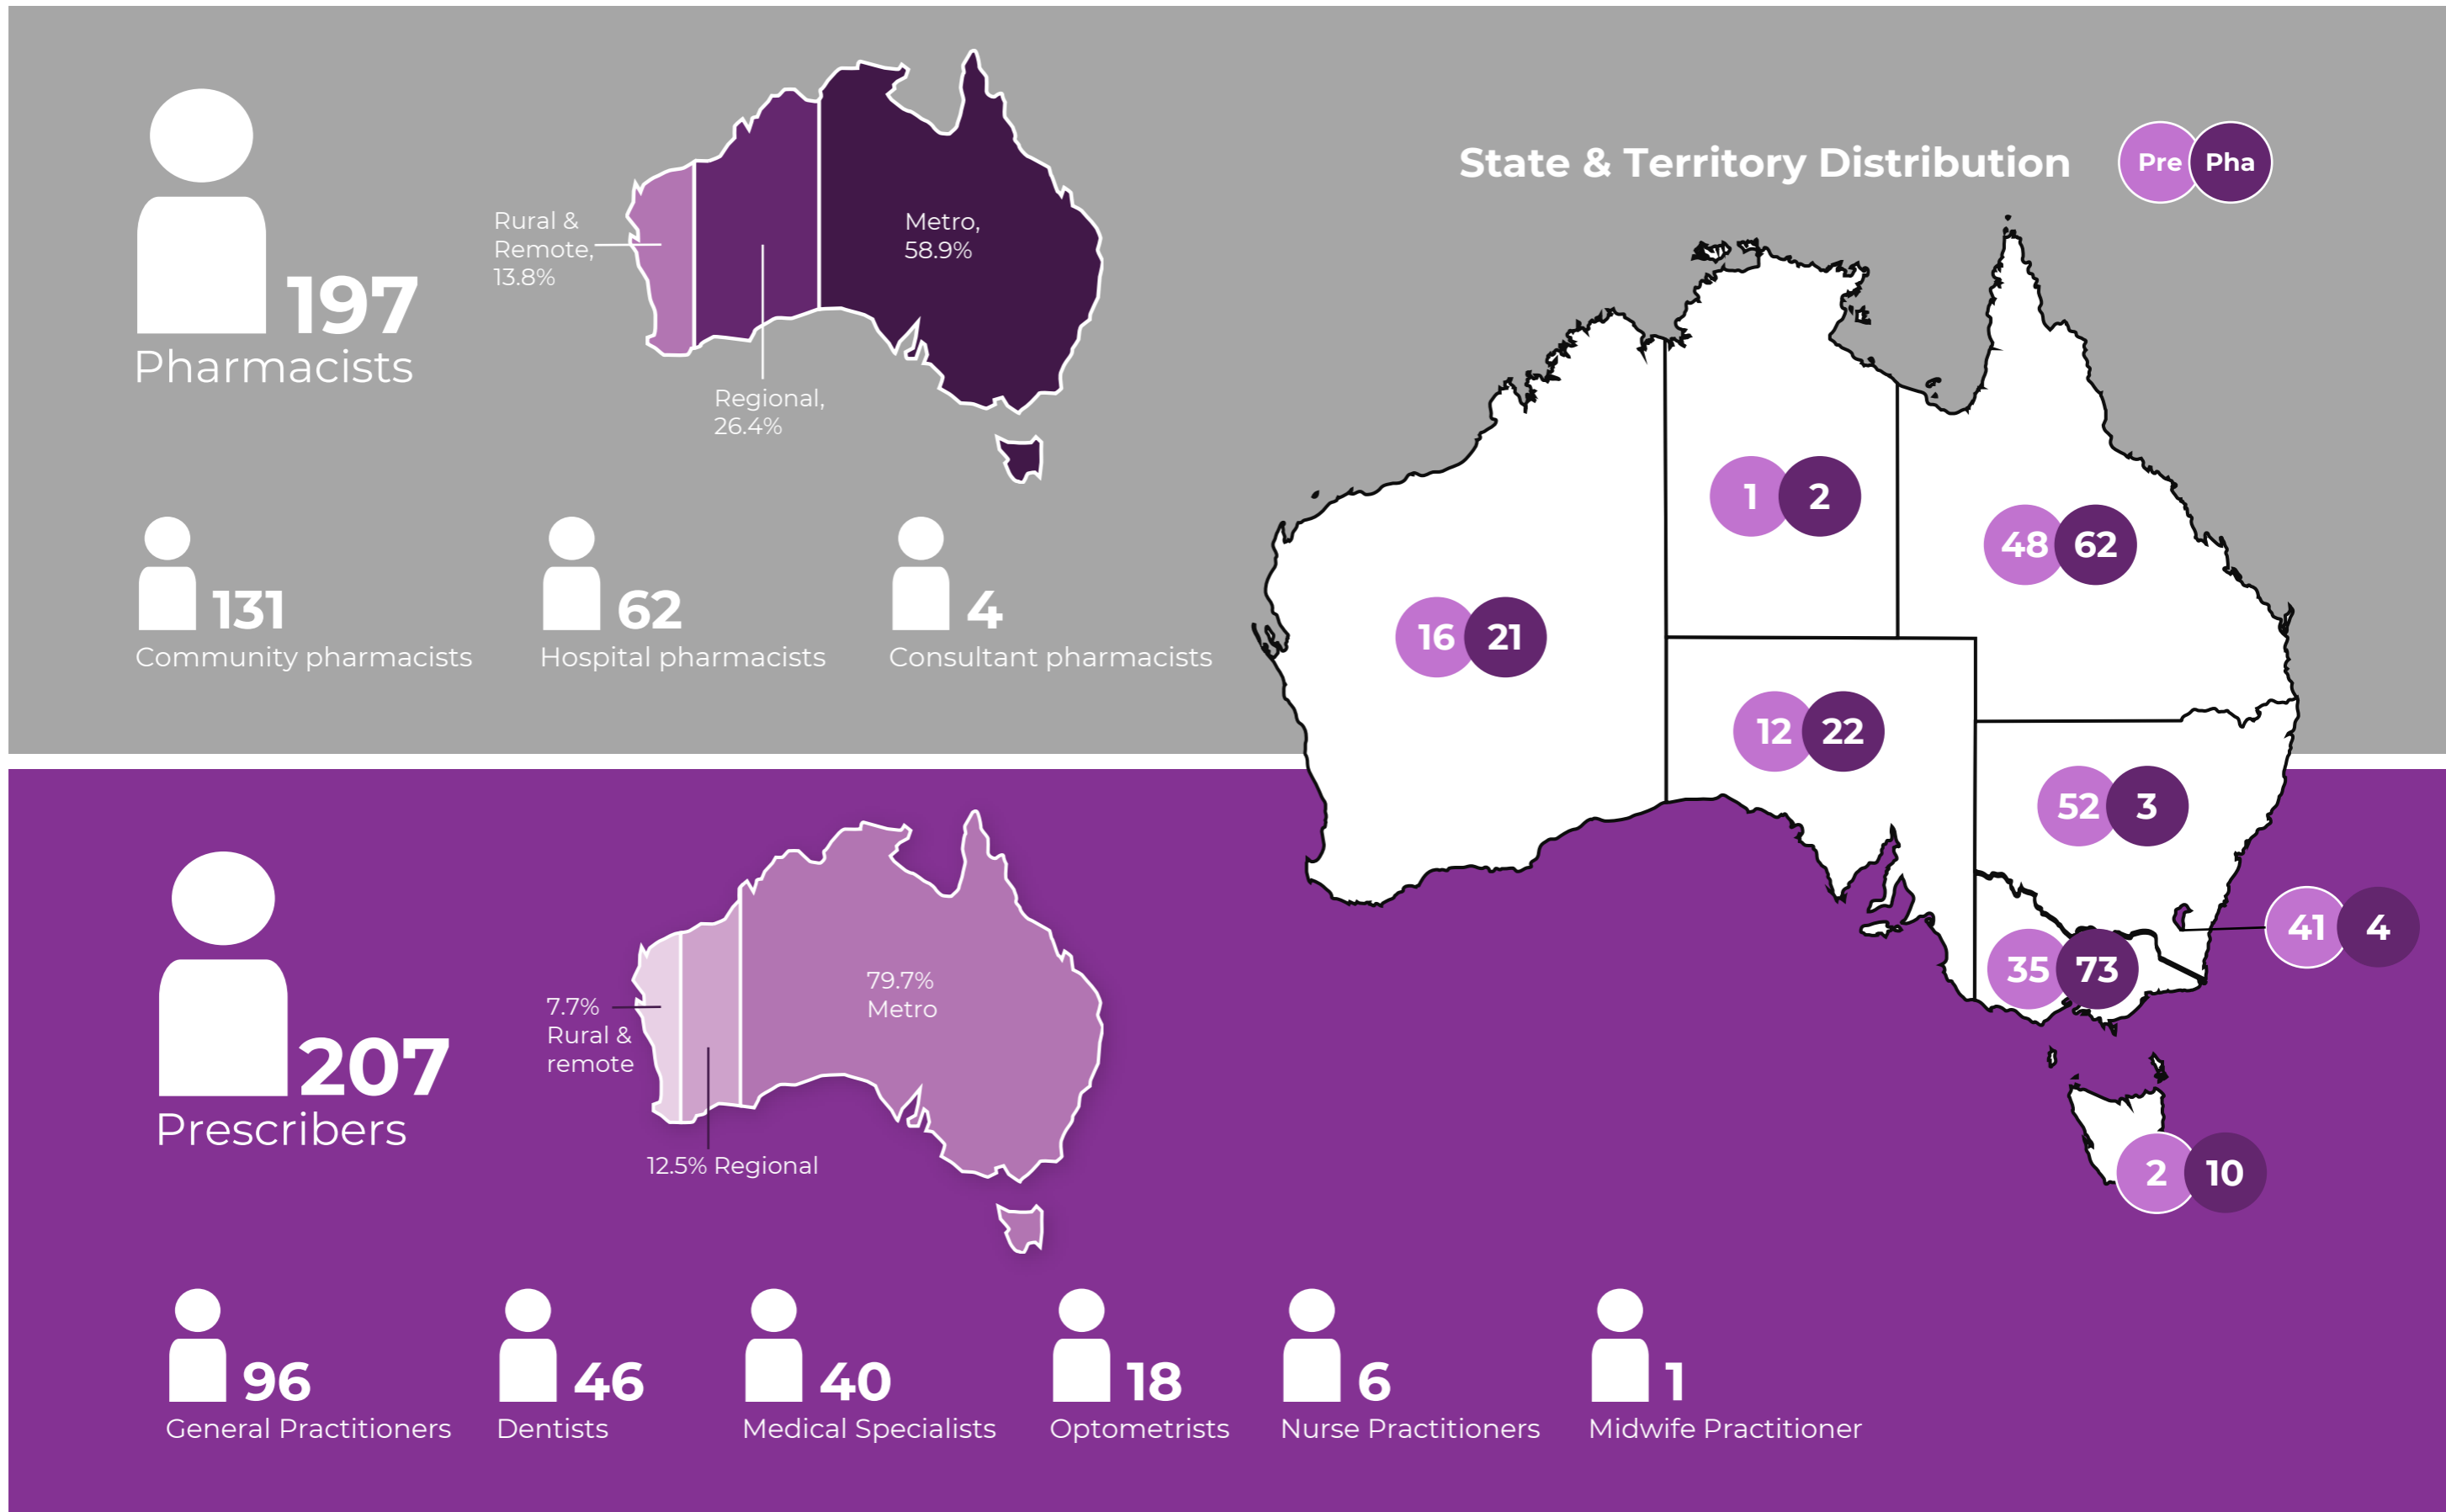 197
Pharmacists
Rural &
Remote,
13.8%
Metro,
58.9%
Regional,
26.4%
131
Community pharmacists
62
Hospital pharmacists
4
Consultant pharmacists
State & Territory Distribution
Pre Pha
1 2
48 62
16 21
12 22
52 3
41 4
35 73
2 10
207
Prescribers
7.7%
Rural &
remote
79.7%
Metro
12.5% Regional
96
General Practitioners
46
Dentists
40
Medical Specialists
18
Optometrists
6
Nurse Practitioners
1
Midwife Practitioner